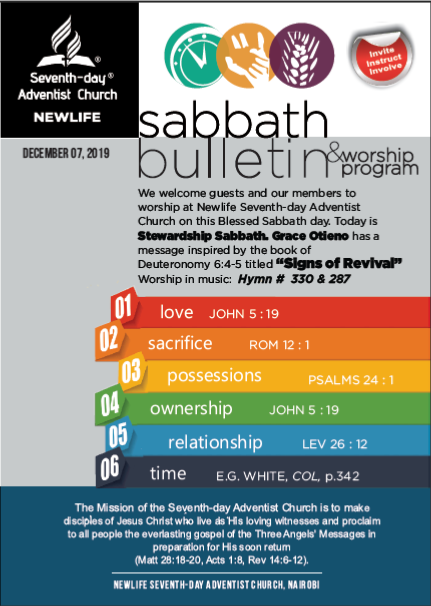 Invite
Instruct
Involve
Seventh-day®
Adventist Church
NEWLIFE
DECEMBER 07, 2019
sabbath
bulletin
&worship
program
We welcome guests and our members to
worship at Newlife Seventh-day Adventist
Church on this Blessed Sabbath day. Today is
Stewardship Sabbath. Grace Otieno has a
message inspired by the book of
Deuteronomy 6:4-5 titled “Signs of Revival”
Worship in music: Hymn # 330 & 287
01 love JOHN 5 : 19
02 sacrifice ROM 12 : 1
03 possessions PSALMS 24 : 1
04 ownership JOHN 5 : 19
05 relationship LEV 26 : 12
06 time E.G. WHITE, COL, p.342
The Mission of the Seventh-day Adventist Church is to make
disciples of Jesus Christ who live as His loving witnesses and proclaim
to all people the everlasting gospel of the Three Angels' Messages in
preparation for His soon return
(Matt 28:18-20, Acts 1:8, Rev 14:6-12).
NEWLIFE SEVENTH-DAY ADVENTIST CHURCH, NAIROBI